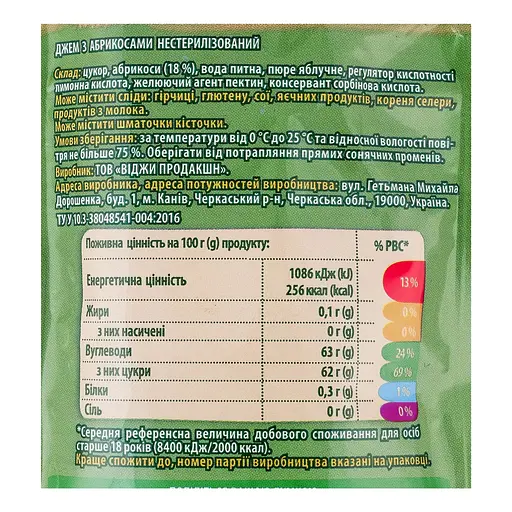 ДЖЕМ З АБРИКОСАМИ НЕСТЕРИЛІЗОВАНИЙ
Склад: цукор, абрикоси (18 %), вода питна, пюре яблучне, регулятор кислотності
лимонна кислота, желюючий агент пектин, консервант сорбінова кислота.
Може містити сліди: гірчиці, глютену, сої, яєчних продуктів, кореня селери,
продуктів з молока.
Може містити шматочки кісточки.
Умови зберігання: за температури від 0 °С до 25 °С та відносної вологості пові-
тря не більше 75 %. Оберігати від потрапляння прямих сонячних променів.
Виробник: ТОВ «ВІДЖИ ПРОДАКШН».
Адреса виробника, адреса потужностей виробництва: вул. Гетьмана Михайла
Дорошенка, буд. 1, м. Канів, Черкаський р-н, Черкаська обл., 19000, Україна.
ТУ У 10.3-38048541-004:2016
Поживна цінність на 100 г (g) продукту: % РВС*
Енергетична цінність 1086 кДж (kJ) 256 ккал (kcal) 13 %
Жири 0,1 г (g) 0 %
з них насичені 0 г (g) 0 %
Вуглеводи 63 г (g) 24 %
з них цукри 62 г (g) 69 %
Білки 0,3 г (g) 1 %
Сіль 0 г (g) 0 %
*Середня референсна величина добового споживання для осіб
старше 18 років (8400 кДж/2000 ккал)
Краще спожити до, номер партії виробництва вказані на упаковці.